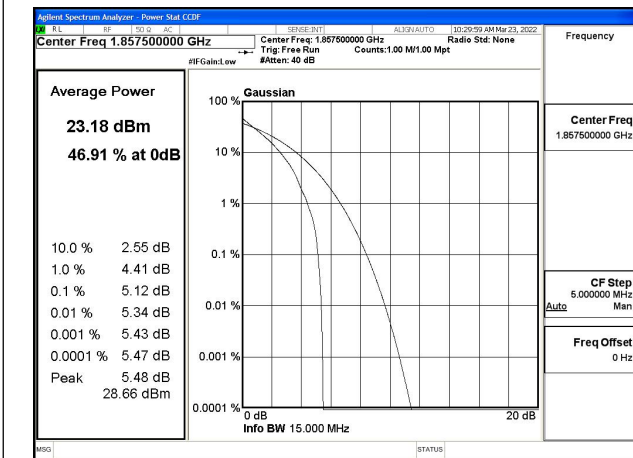 Agilent Spectrum Analyzer - Power Stat CCDF
RL RF 50 Ω AC SENSE:INT ALIGN AUTO 10:29:59 AM Mar 23, 2022
Center Freq 1.857500000 GHz
Center Freq: 1.857500000 GHz Radio Std: None
Trig: Free Run Counts:1.00 M/1.00 Mpt
#IFGain:Low #Atten: 40 dB
Frequency
Average Power
23.18 dBm
46.91 % at 0dB
10.0 % 2.55 dB
1.0 % 4.41 dB
0.1 % 5.12 dB
0.01 % 5.34 dB
0.001 % 5.43 dB
0.0001 % 5.47 dB
Peak 5.48 dB
28.66 dBm
Gaussian
100 %
10 %
1 %
0.1 %
0.01 %
0.001 %
0.0001 %
0 dB 20 dB
Info BW 15.000 MHz
Center Freq
1.857500000 GHz
CF Step
5.000000 MHz
Auto Man
Freq Offset
0 Hz
MSG STATUS